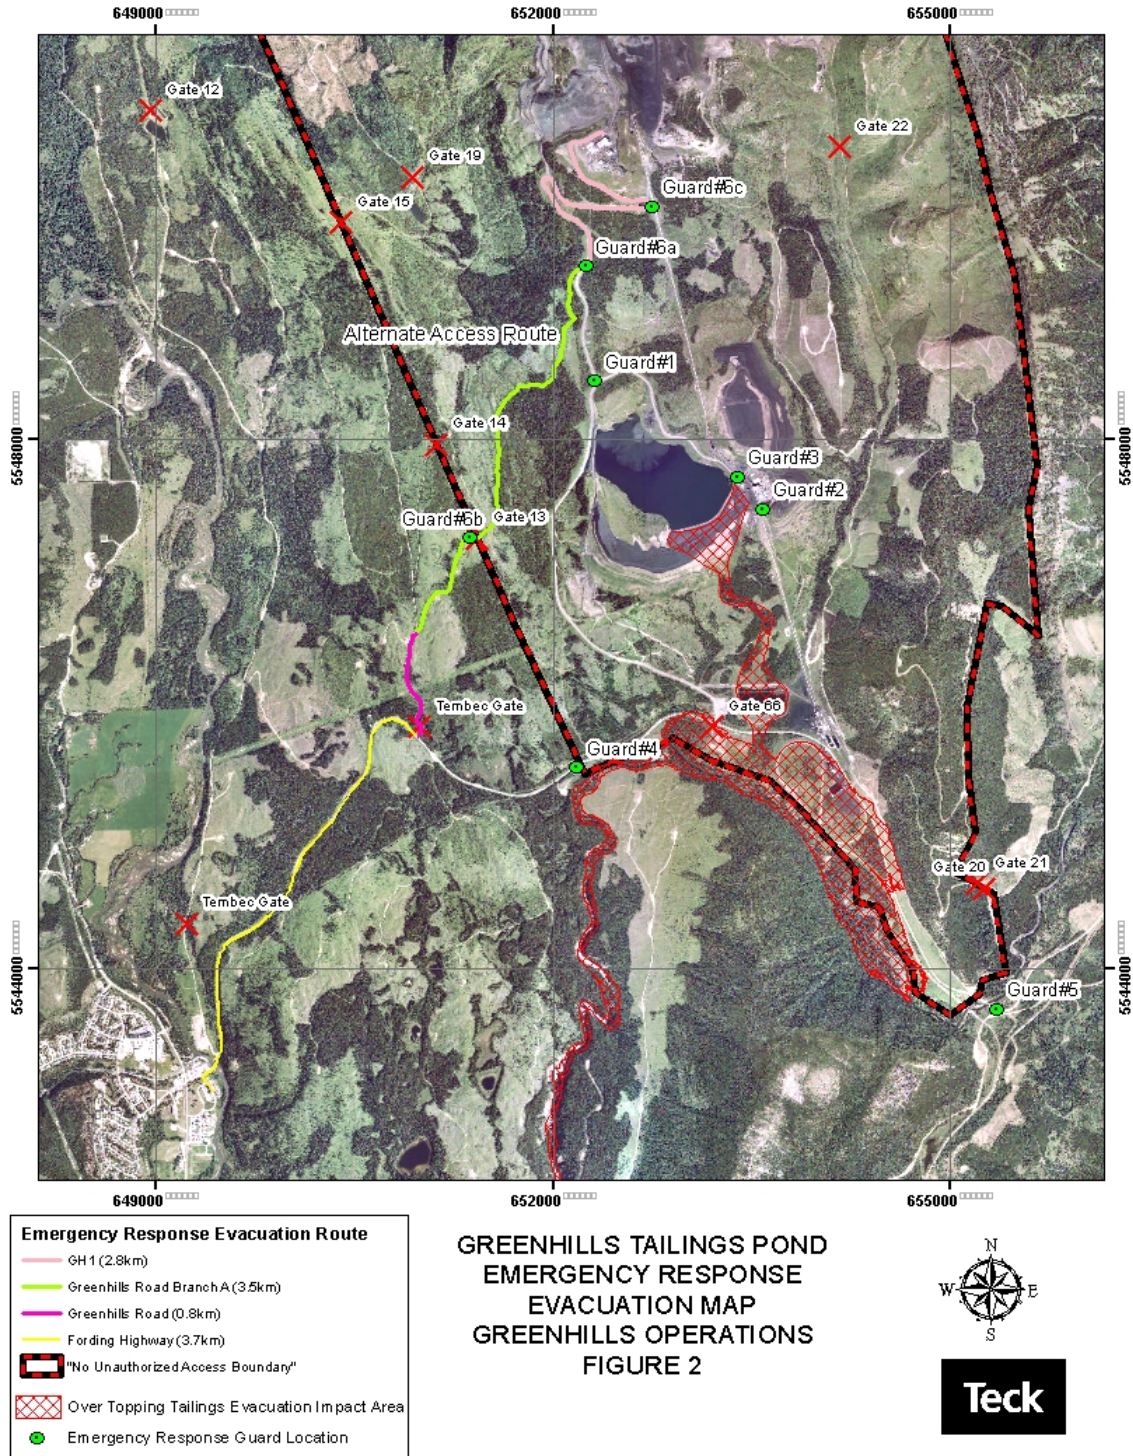 649000
652000
655000
Gate 12
Gate 22
Gate 19
Guard#6c
Gate 15
Guard#6a
Alternate Access Route
Guard#1
Gate 14
5548000
5548000
Guard#3
Guard#2
Guard#6b
Gate 13
Tembec Gate
Gate 66
Guard#4
Gate 20
Gate 21
Tembec Gate
5544000
5544000
Guard#5
649000
652000
655000
Emergency Response Evacuation Route
GH1 (2.8km)
Greenhills Road Branch A (3.5km)
Greenhills Road (0.8km)
Fording Highway (3.7km)
"No Unauthorized Access Boundary"
Over Topping Tailings Evacuation Impact Area
Emergency Response Guard Location
GREENHILLS TAILINGS POND
EMERGENCY RESPONSE
EVACUATION MAP
GREENHILLS OPERATIONS
FIGURE 2
N
W
E
S
Teck